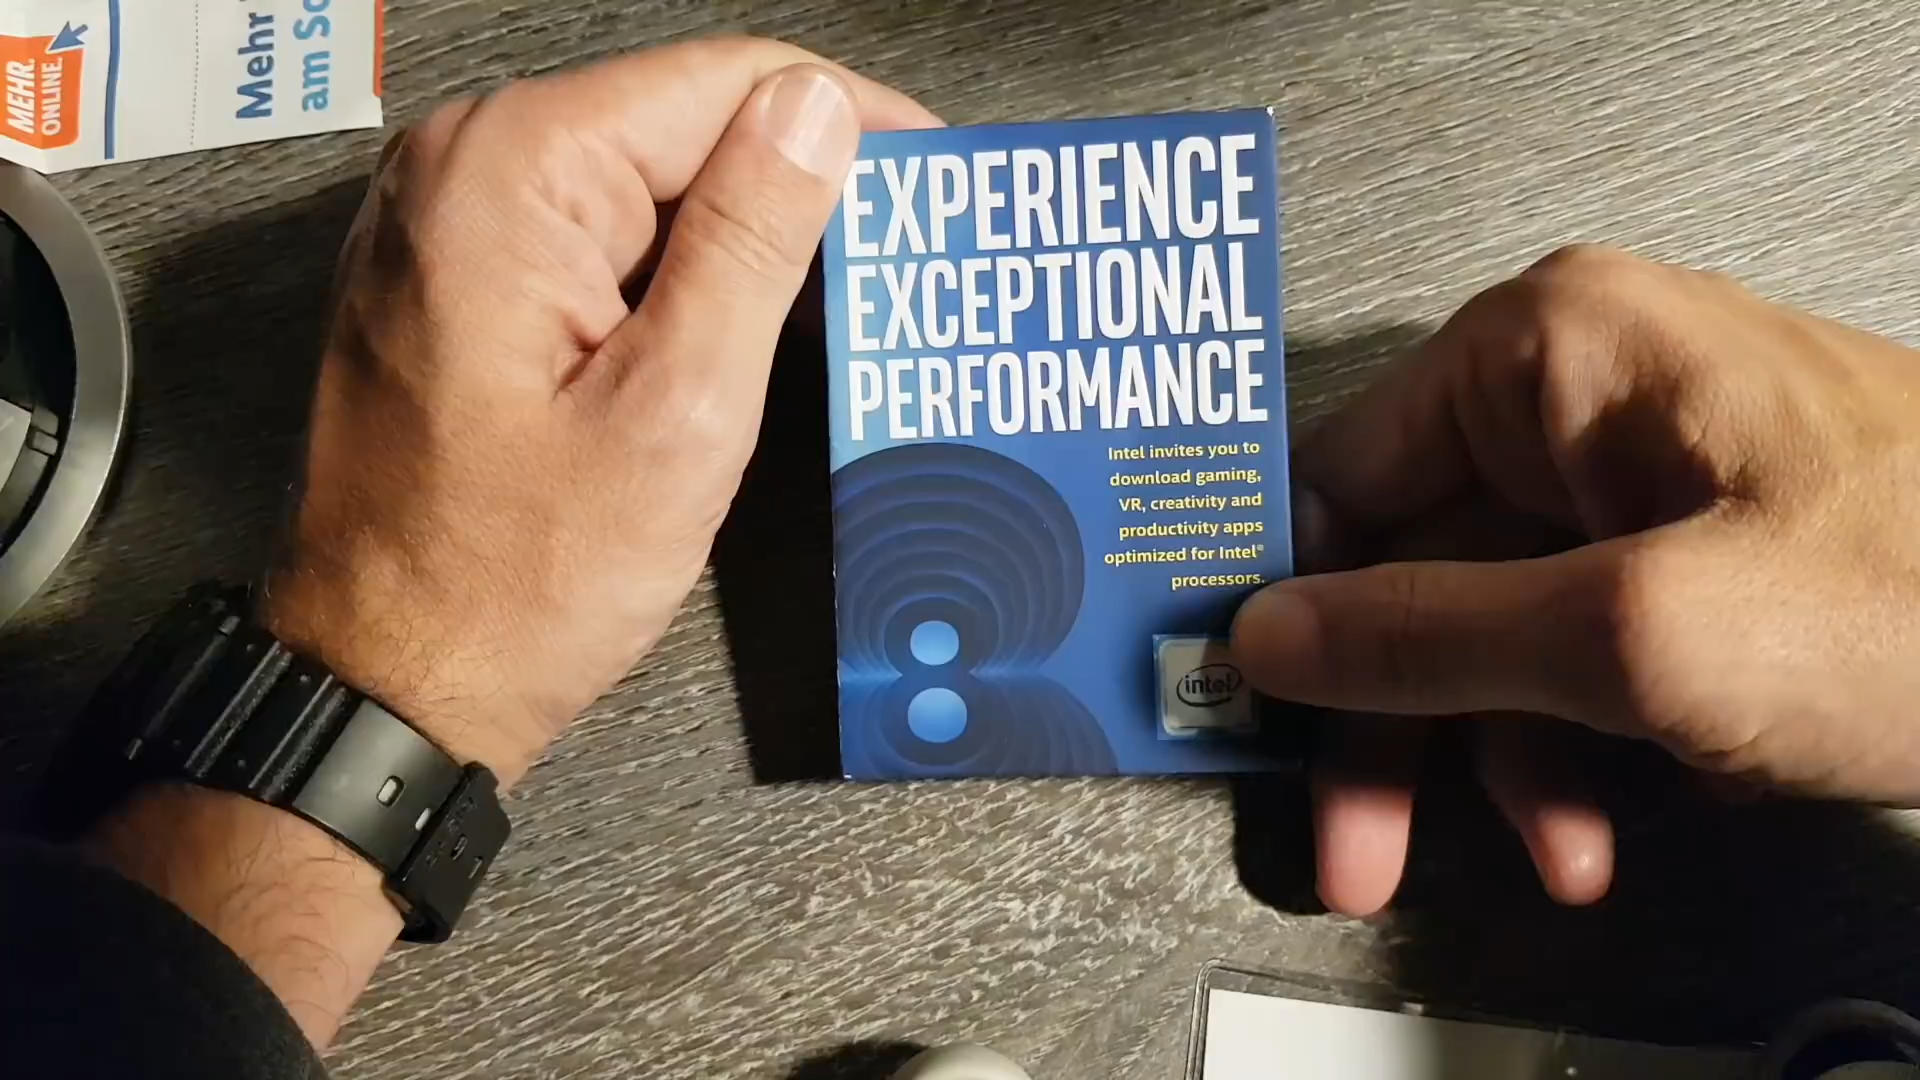 MEHR.
ONLINE.
Mehr
am So
EXPERIENCE
EXCEPTIONAL
PERFORMANCE
Intel invites you to
download gaming,
VR, creativity and
productivity apps
optimized for Intel®
processors.
intel